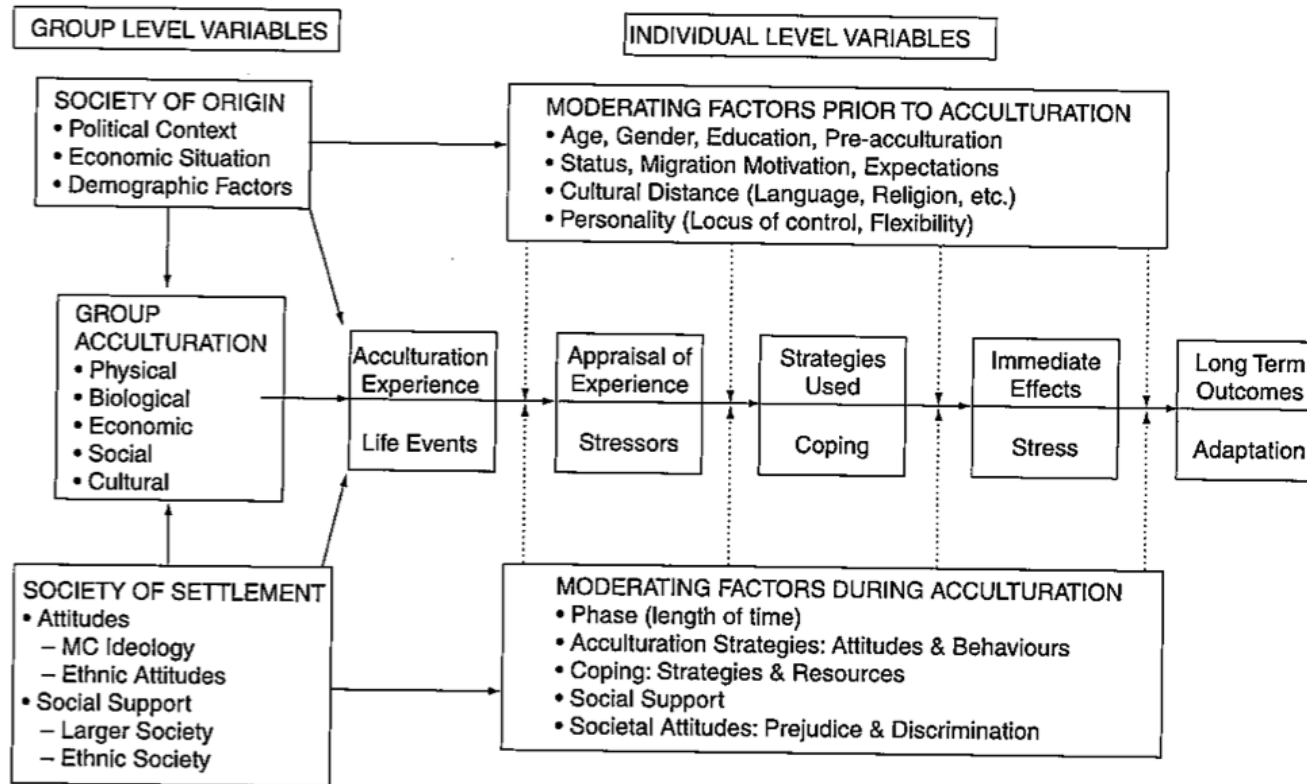 GROUP LEVEL VARIABLES
INDIVIDUAL LEVEL VARIABLES
SOCIETY OF ORIGIN
• Political Context
• Economic Situation
• Demographic Factors
MODERATING FACTORS PRIOR TO ACCULTURATION
• Age, Gender, Education, Pre-acculturation
• Status, Migration Motivation, Expectations
• Cultural Distance (Language, Religion, etc.)
• Personality (Locus of control, Flexibility)
GROUP
ACCULTURATION
• Physical
• Biological
• Economic
• Social
• Cultural
Acculturation
Experience
Life Events
Appraisal of
Experience
Stressors
Strategies
Used
Coping
Immediate
Effects
Stress
Long Term
Outcomes
Adaptation
SOCIETY OF SETTLEMENT
• Attitudes
– MC Ideology
– Ethnic Attitudes
• Social Support
– Larger Society
– Ethnic Society
MODERATING FACTORS DURING ACCULTURATION
• Phase (length of time)
• Acculturation Strategies: Attitudes & Behaviours
• Coping: Strategies & Resources
• Social Support
• Societal Attitudes: Prejudice & Discrimination